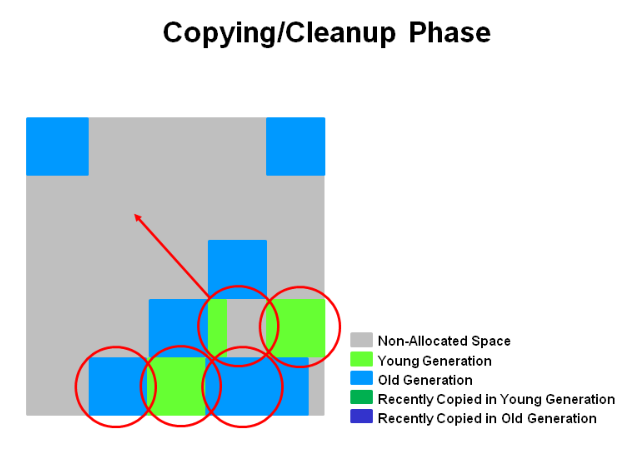 Copying/Cleanup Phase
Non-Allocated Space
Young Generation
Old Generation
Recently Copied in Young Generation
Recently Copied in Old Generation